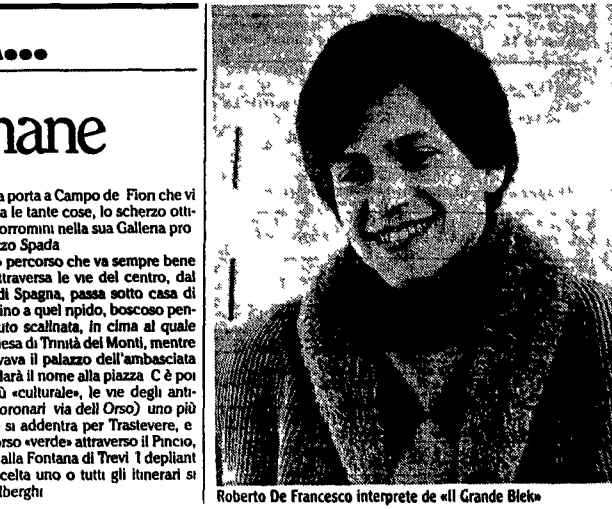 nane
a porta a Campo de Fiori che vi
a le tante cose, lo scherzo otti-
orromini nella sua Galleria pro
zzo Spada
percorso che va sempre bene
ttraversa le vie del centro, dal
di Spagna, passa sotto casa di
ino a quel ripido, boscoso pen-
uto scalinata, in cima al quale
esa di Trinità dei Monti, mentre
vava il palazzo dell'ambasciata
larà il nome alla piazza C è poi
ù «culturale», le vie degli anti-
oronari via dell Orso) uno più
si addentra per Trastevere, e
orso «verde» attraverso il Pincio,
alla Fontana di Trevi I depliant
celta uno o tutti gli itinerari si
lberghi
Roberto De Francesco interprete de «Il Grande Blek»